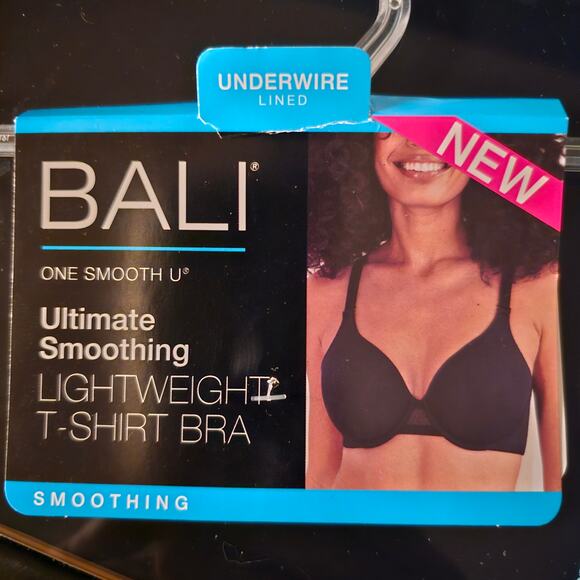 UNDERWIRE
LINED
NEW
BALI®
ONE SMOOTH U®
Ultimate
Smoothing
LIGHTWEIGHT
T-SHIRT BRA
SMOOTHING